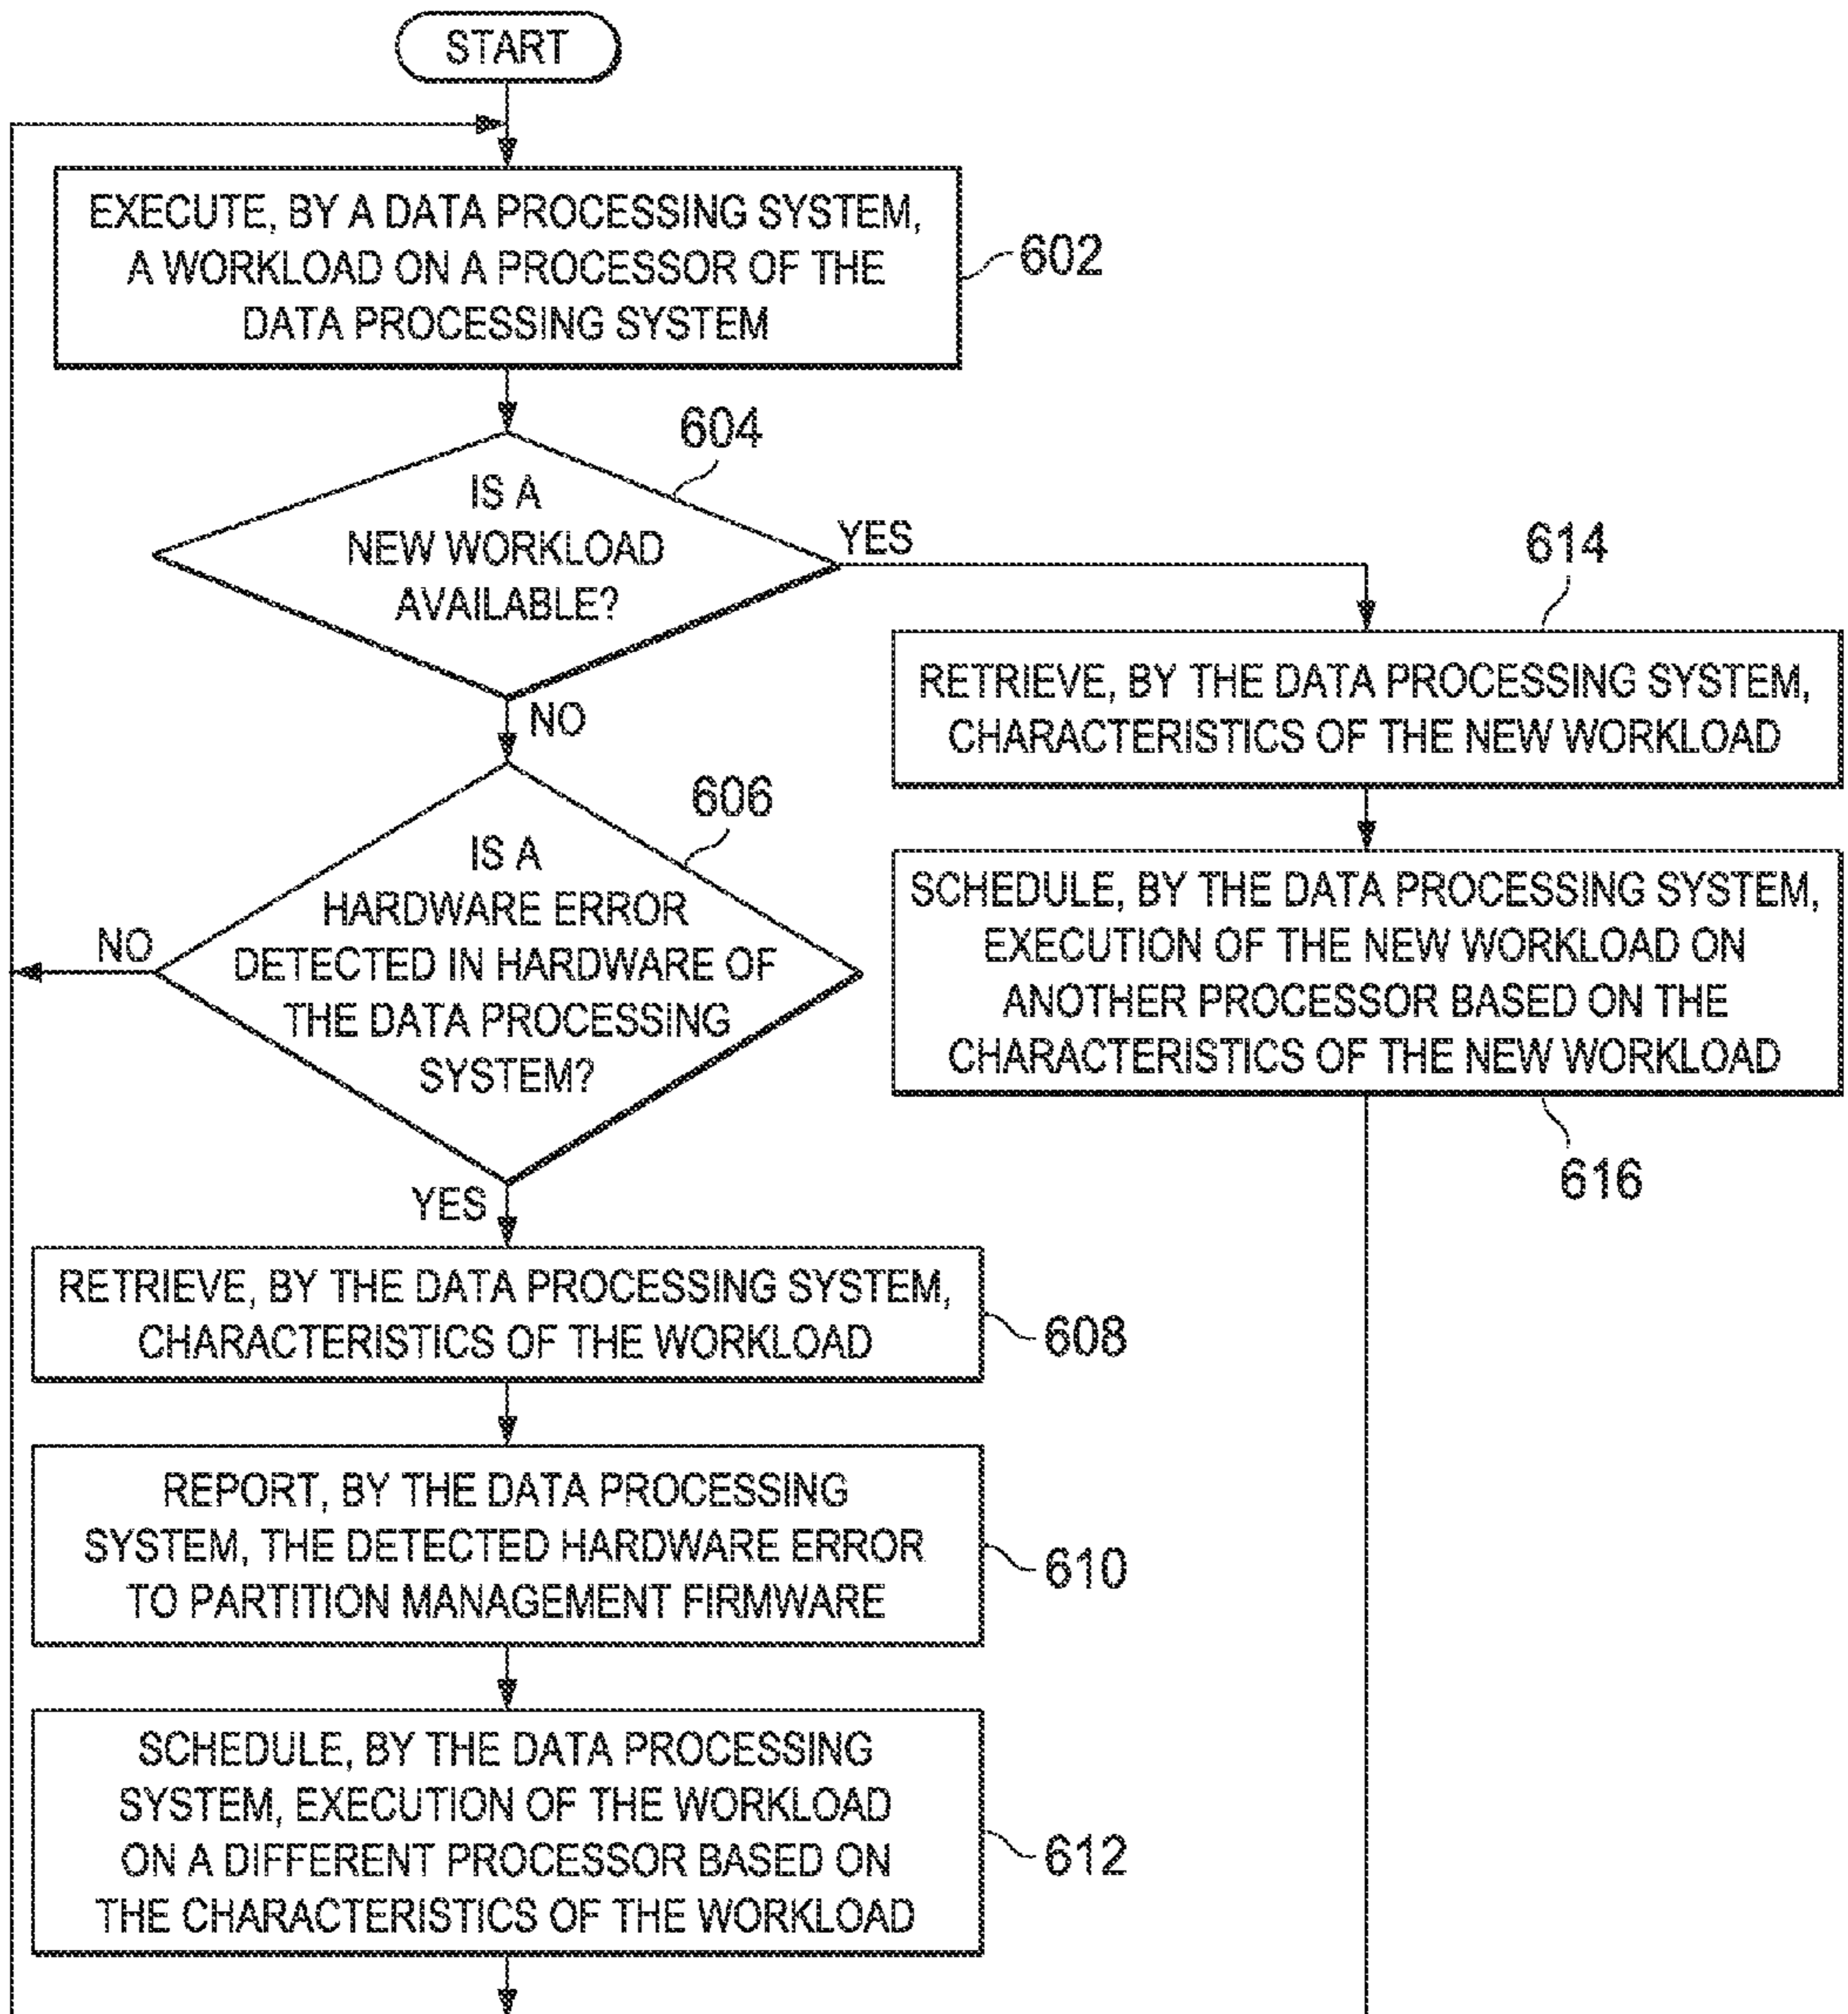 START
EXECUTE, BY A DATA PROCESSING SYSTEM,
A WORKLOAD ON A PROCESSOR OF THE
DATA PROCESSING SYSTEM
602
604
IS A
NEW WORKLOAD
AVAILABLE?
YES
NO
614
RETRIEVE, BY THE DATA PROCESSING SYSTEM,
CHARACTERISTICS OF THE NEW WORKLOAD
SCHEDULE, BY THE DATA PROCESSING SYSTEM,
EXECUTION OF THE NEW WORKLOAD ON
ANOTHER PROCESSOR BASED ON THE
CHARACTERISTICS OF THE NEW WORKLOAD
616
606
IS A
HARDWARE ERROR
DETECTED IN HARDWARE OF
THE DATA PROCESSING
SYSTEM?
NO
YES
RETRIEVE, BY THE DATA PROCESSING SYSTEM,
CHARACTERISTICS OF THE WORKLOAD
608
REPORT, BY THE DATA PROCESSING
SYSTEM, THE DETECTED HARDWARE ERROR
TO PARTITION MANAGEMENT FIRMWARE
610
SCHEDULE, BY THE DATA PROCESSING
SYSTEM, EXECUTION OF THE WORKLOAD
ON A DIFFERENT PROCESSOR BASED ON
THE CHARACTERISTICS OF THE WORKLOAD
612